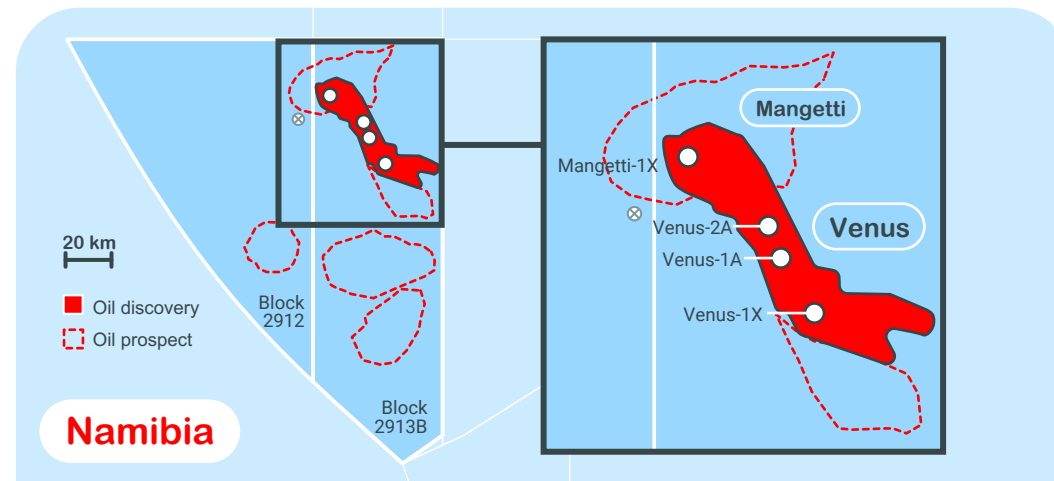 20 km
Oil discovery
Oil prospect
Block
2912
Block
2913B
Namibia
Mangetti
Mangetti-1X
Venus
Venus-2A
Venus-1A
Venus-1X